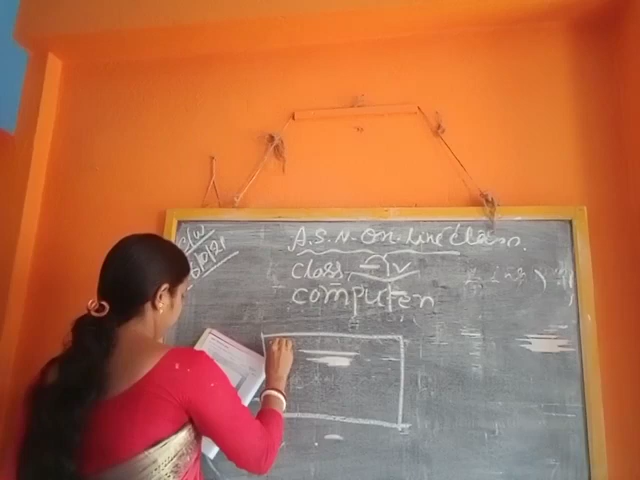 C/W
A.S.N. On-line class.
class - IV
computer